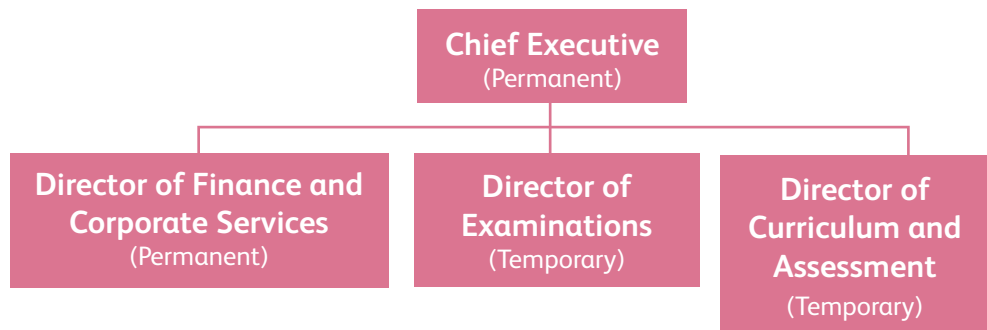 Chief Executive
(Permanent)
Director of Finance and
Corporate Services
(Permanent)
Director of
Examinations
(Temporary)
Director of
Curriculum and
Assessment
(Temporary)